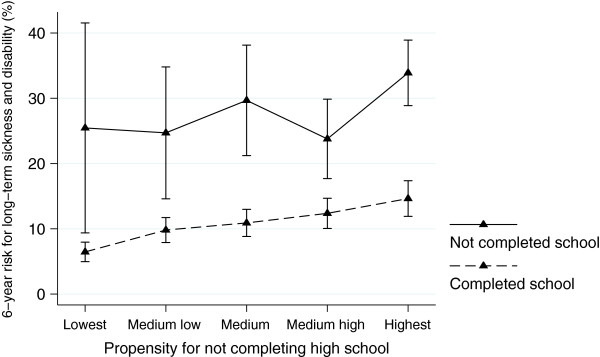 6−year risk for long−term sickness and disability (%)
40
30
20
10
0
Lowest
Medium low
Medium
Medium high
Highest
Propensity for not completing high school
Not completed school
Completed school